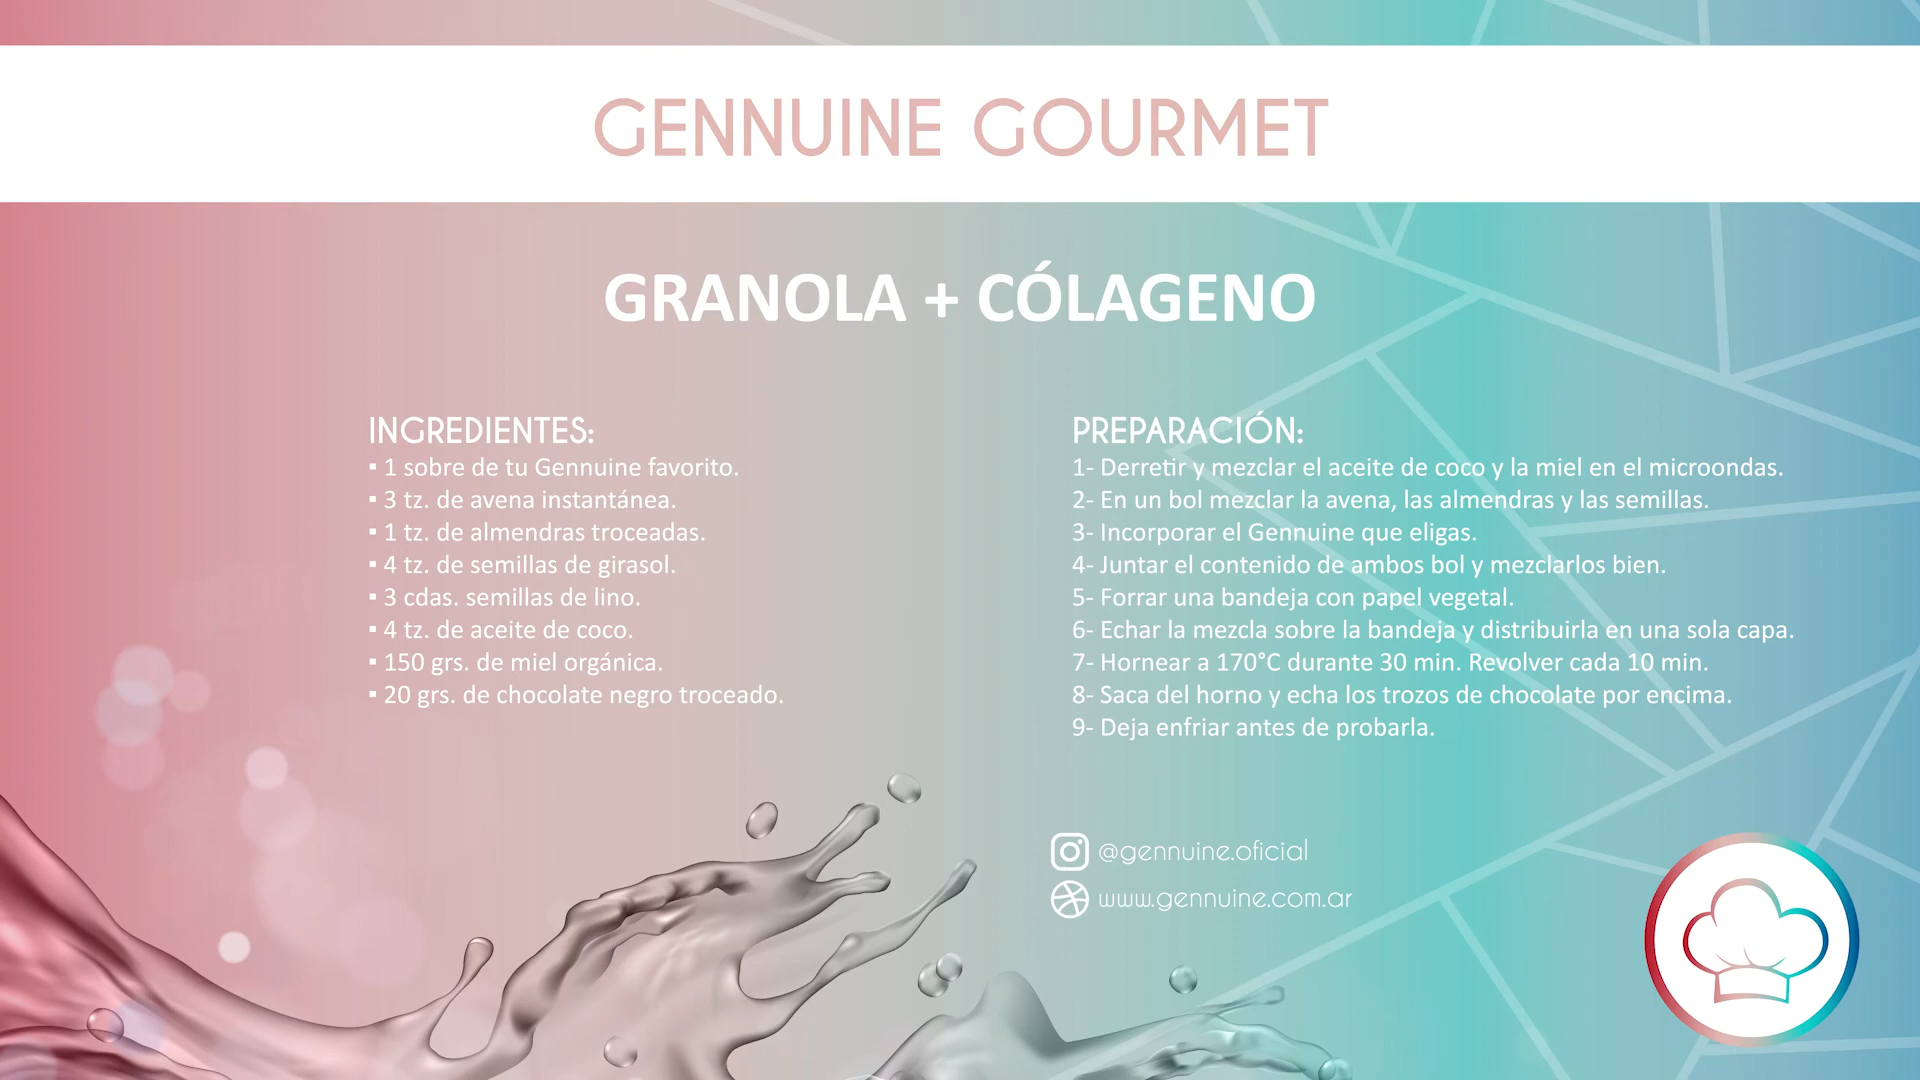 GENNUINE GOURMET
GRANOLA + CÓLAGENO
INGREDIENTES:
▪ 1 sobre de tu Gennuine favorito.
▪ 3 tz. de avena instantánea.
▪ 1 tz. de almendras troceadas.
▪ 4 tz. de semillas de girasol.
▪ 3 cdas. semillas de lino.
▪ 4 tz. de aceite de coco.
▪ 150 grs. de miel orgánica.
▪ 20 grs. de chocolate negro troceado.
PREPARACIÓN:
1- Derretir y mezclar el aceite de coco y la miel en el microondas.
2- En un bol mezclar la avena, las almendras y las semillas.
3- Incorporar el Gennuine que eligas.
4- Juntar el contenido de ambos bol y mezclarlos bien.
5- Forrar una bandeja con papel vegetal.
6- Echar la mezcla sobre la bandeja y distribuirla en una sola capa.
7- Hornear a 170°C durante 30 min. Revolver cada 10 min.
8- Saca del horno y echa los trozos de chocolate por encima.
9- Deja enfriar antes de probarla.
@gennuine.oficial
www.gennuine.com.ar